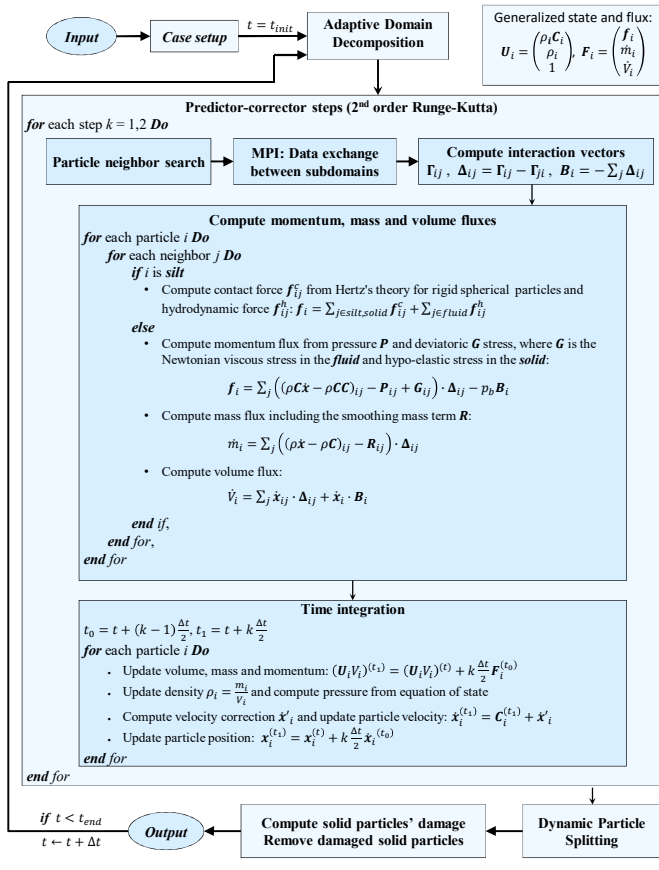 Input
Case setup
t = t_init
Adaptive Domain
Decomposition
Generalized state and flux:
U_i = (ρ_i C_i, ρ_i, 1), F_i = (f_i, ṁ_i, V̇_i)
Predictor-corrector steps (2nd order Runge-Kutta)
for each step k = 1,2 Do
Particle neighbor search
MPI: Data exchange
between subdomains
Compute interaction vectors
Γ_ij , Δ_ij = Γ_ij − Γ_ji , B_i = −∑_j Δ_ij
Compute momentum, mass and volume fluxes
for each particle i Do
for each neighbor j Do
if i is silt
• Compute contact force f_ij^c from Hertz's theory for rigid spherical particles and
hydrodynamic force f_ij^h: f_i = ∑_{j∈silt,solid} f_ij^c + ∑_{j∈fluid} f_ij^h
else
• Compute momentum flux from pressure P and deviatoric G stress, where G is the
Newtonian viscous stress in the fluid and hypo-elastic stress in the solid:
f_i = ∑_j ((ρCẋ − ρCC)_ij − P_ij + G_ij) · Δ_ij − p_b B_i
• Compute mass flux including the smoothing mass term R:
ṁ_i = ∑_j ((ρẋ − ρC)_ij − R_ij) · Δ_ij
• Compute volume flux:
V̇_i = ∑_j ẋ_ij · Δ_ij + ẋ_i · B_i
end if,
end for,
end for
Time integration
t_0 = t + (k − 1) Δt/2, t_1 = t + k Δt/2
for each particle i Do
• Update volume, mass and momentum: (U_i V_i)^(t_1) = (U_i V_i)^(t) + k Δt/2 F_i^(t_0)
• Update density ρ_i = m_i/V_i and compute pressure from equation of state
• Compute velocity correction ẋ'_i and update particle velocity: ẋ_i^(t_1) = C_i^(t_1) + ẋ'_i
• Update particle position: x_i^(t_1) = x_i^(t) + k Δt/2 ẋ_i^(t_0)
end for
end for
if t < t_end
t ← t + Δt
Output
Compute solid particles' damage
Remove damaged solid particles
Dynamic Particle
Splitting